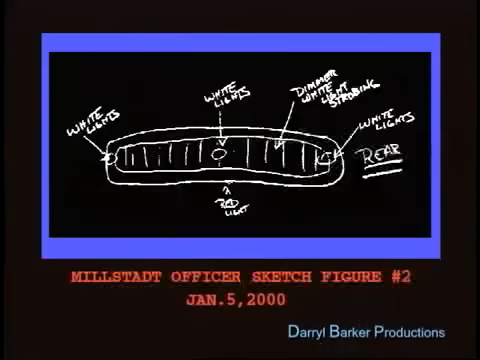 WHITE
LIGHTS
WHITE
LIGHTS
DIMMER
WHITE
LIGHT
STROBING
WHITE
LIGHTS
REAR
RED
LIGHT
MILLSTADT OFFICER SKETCH FIGURE #2
JAN.5,2000
Darryl Barker Productions